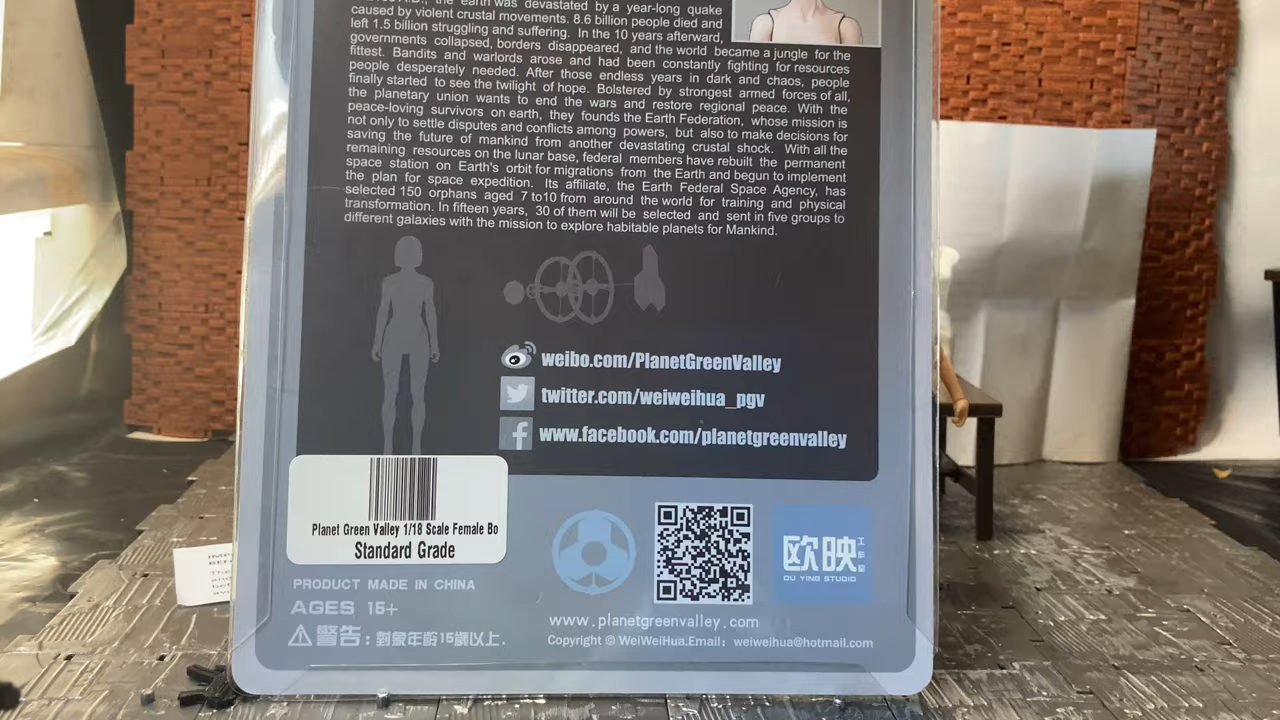 the earth was devastated by a year-long quake
caused by violent crustal movements. 8.6 billion people died and
left 1.5 billion struggling and suffering. In the 10 years afterward,
governments collapsed, borders disappeared, and the world became a jungle for the
fittest. Bandits and warlords arose and had been constantly fighting for resources
people desperately needed. After those endless years in dark and chaos, people
finally started to see the twilight of hope. Bolstered by strongest armed forces of all,
the planetary union wants to end the wars and restore regional peace. With the
peace-loving survivors on earth, they founds the Earth Federation, whose mission is
not only to settle disputes and conflicts among powers, but also to make decisions for
saving the future of mankind from another devastating crustal shock. With all the
remaining resources on the lunar base, federal members have rebuilt the permanent
space station on Earth's orbit for migrations from the Earth and begun to implement
the plan for space expedition. Its affiliate, the Earth Federal Space Agency, has
selected 150 orphans aged 7 to10 from around the world for training and physical
transformation. In fifteen years, 30 of them will be selected and sent in five groups to
different galaxies with the mission to explore habitable planets for Mankind.
weibo.com/PlanetGreenValley
twitter.com/weiweihua_pgv
www.facebook.com/planetgreenvalley
Planet Green Valley 1/18 Scale Female Bo
Standard Grade
欧映
OU YING STUDIO
PRODUCT MADE IN CHINA
AGES 15+
警告:對象年齡15歲以上.
www.planetgreenvalley.com
Copyright © WeiWeiHua.Email: weiweihua@hotmail.com